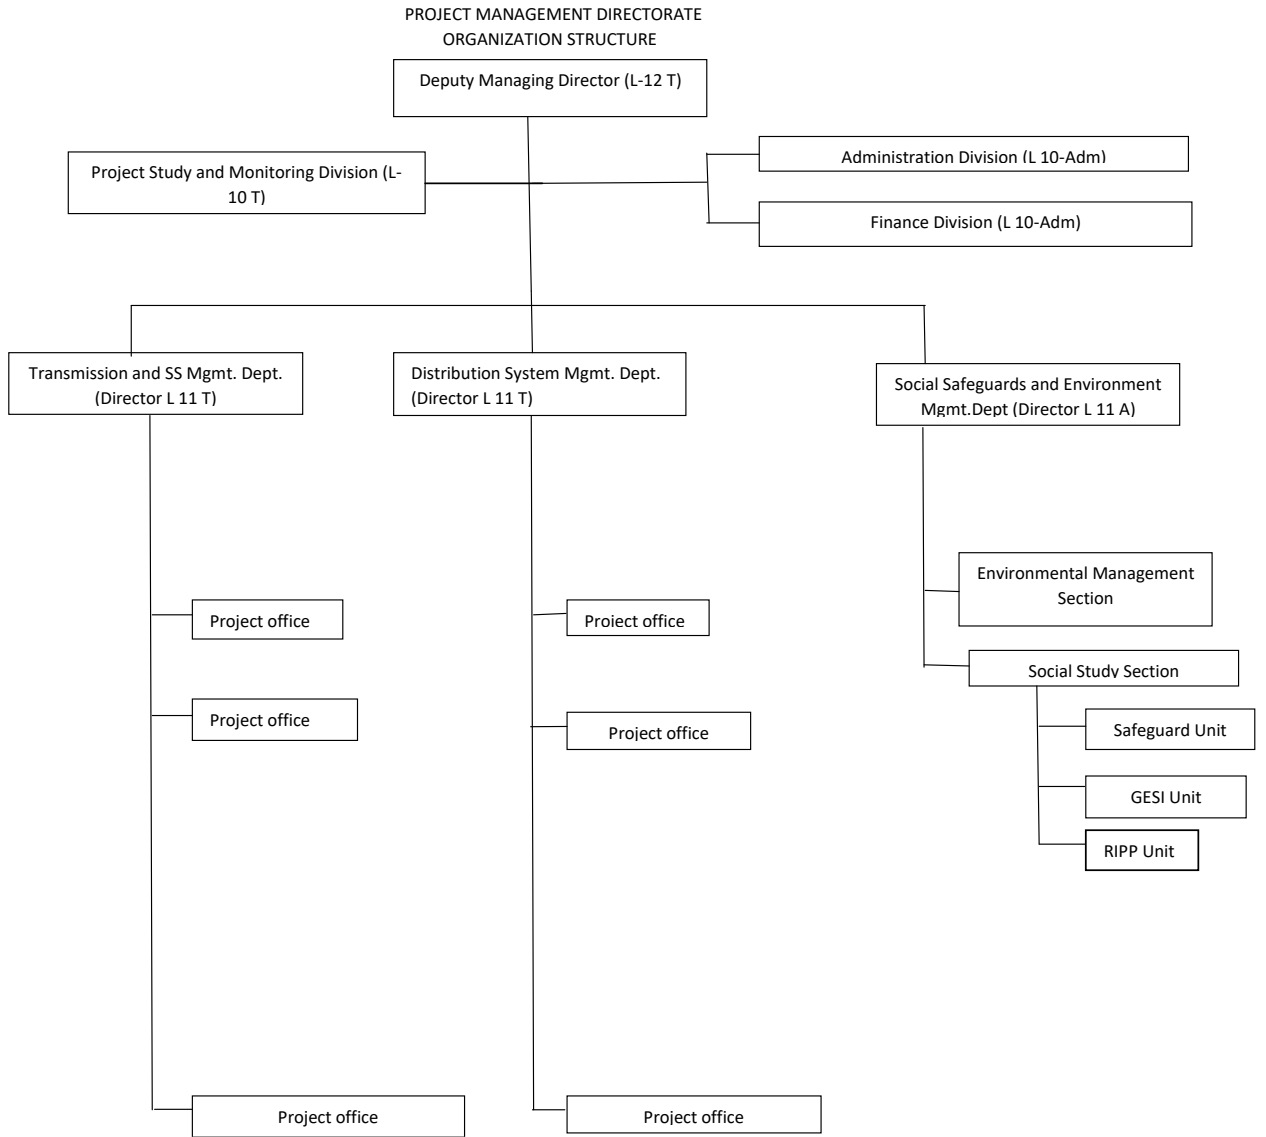 PROJECT MANAGEMENT DIRECTORATE
ORGANIZATION STRUCTURE
Deputy Managing Director (L-12 T)
Project Study and Monitoring Division (L-
10 T)
Administration Division (L 10-Adm)
Finance Division (L 10-Adm)
Transmission and SS Mgmt. Dept.
(Director L 11 T)
Distribution System Mgmt. Dept.
(Director L 11 T)
Social Safeguards and Environment
Mgmt.Dept (Director L 11 A)
Environmental Management
Section
Project office
Project office
Social Study Section
Project office
Project office
Safeguard Unit
GESI Unit
RIPP Unit
Project office
Project office